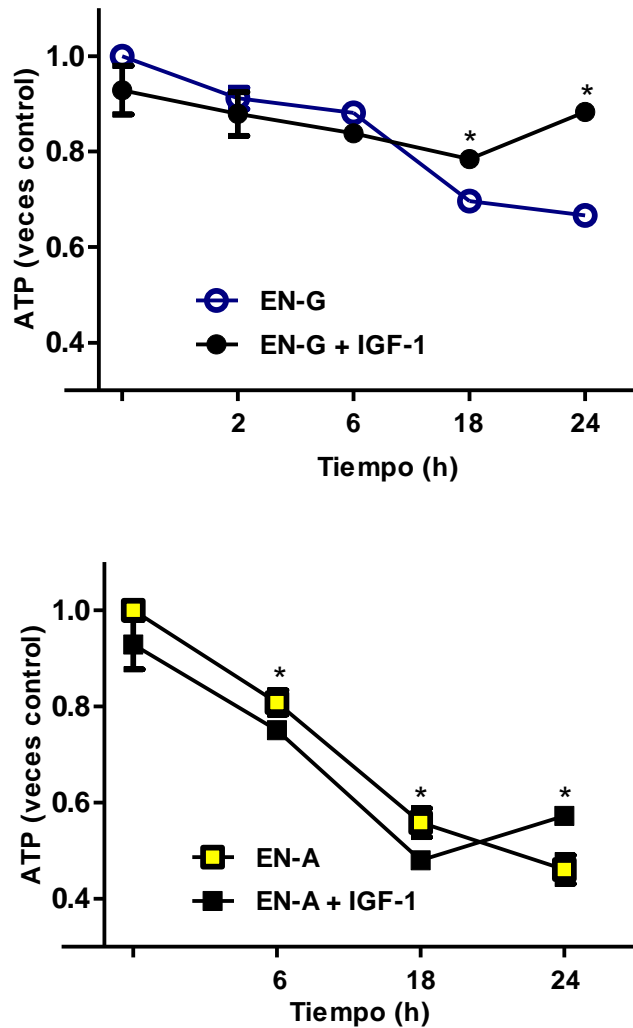 ATP (veces control)
1.0
0.8
0.6
0.4
*
*
EN-G
EN-G + IGF-1
2
6
18
24
Tiempo (h)
ATP (veces control)
1.0
0.8
0.6
0.4
*
*
*
EN-A
EN-A + IGF-1
6
18
24
Tiempo (h)